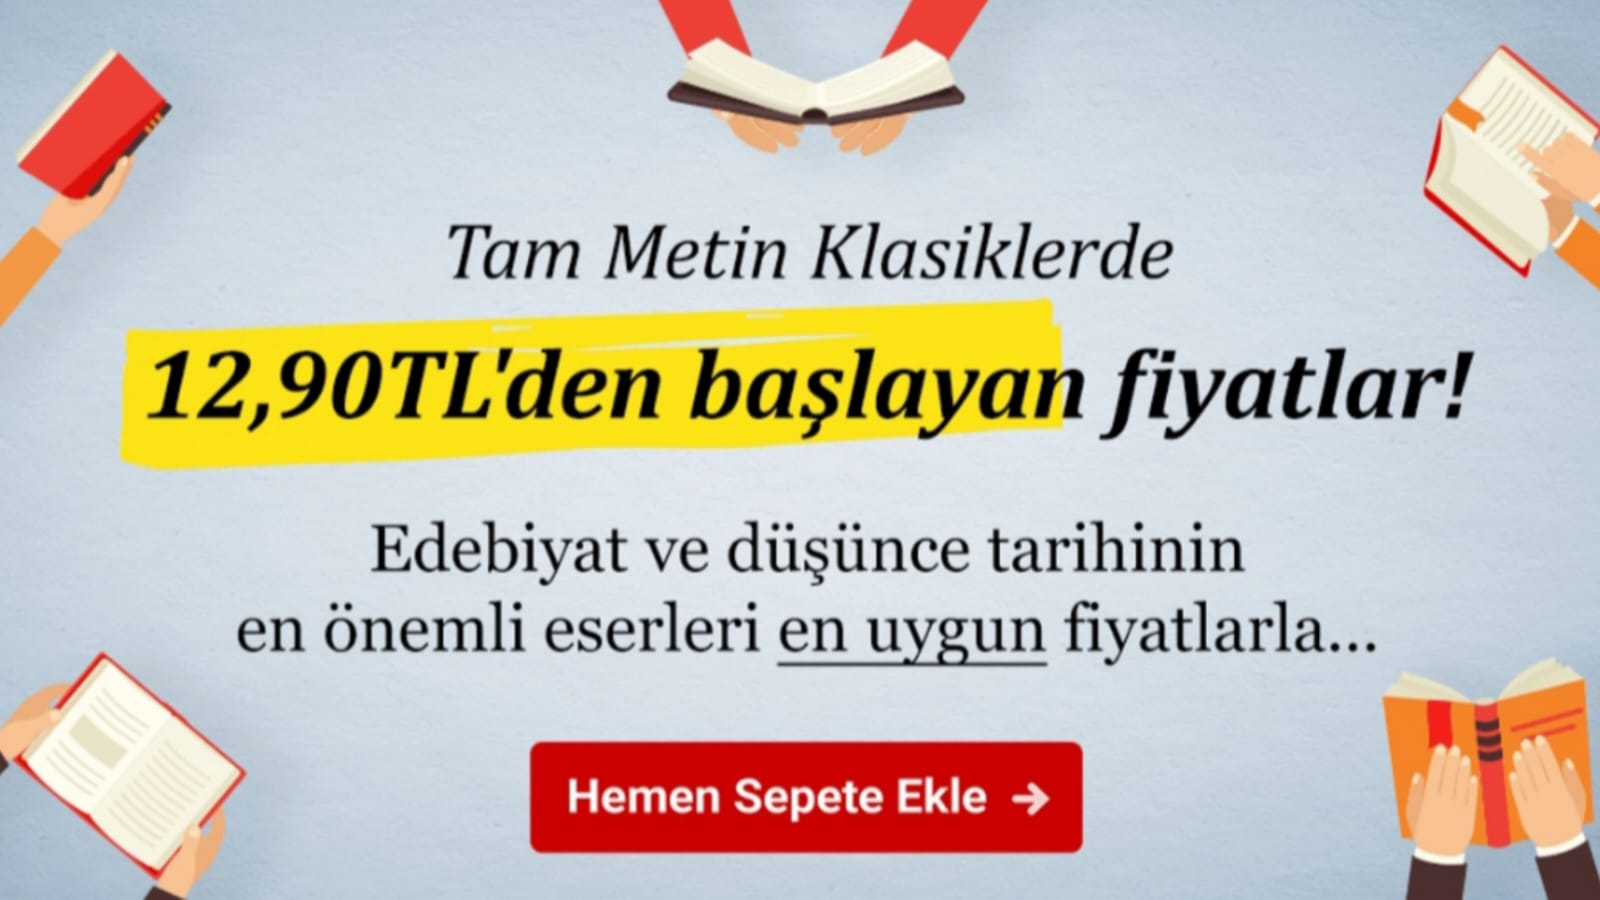 Tam Metin Klasiklerde
12,90TL'den başlayan fiyatlar!
Edebiyat ve düşünce tarihinin
en önemli eserleri en uygun fiyatlarla...
Hemen Sepete Ekle →